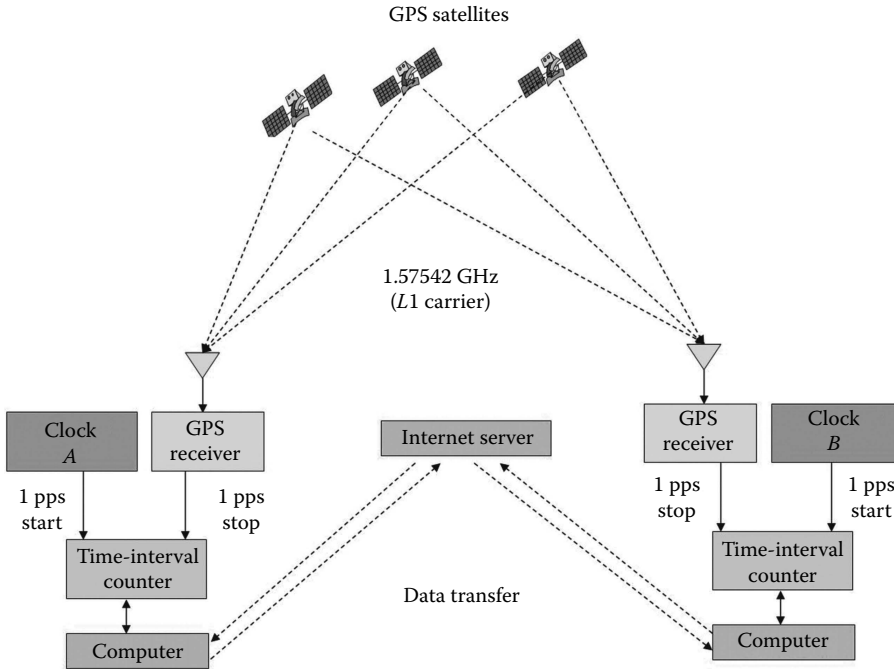 GPS satellites
1.57542 GHz
(L1 carrier)
Clock
A
GPS
receiver
Internet server
GPS
receiver
Clock
B
1 pps
start
1 pps
stop
1 pps
stop
1 pps
start
Time-interval
counter
Time-interval
counter
Data transfer
Computer
Computer